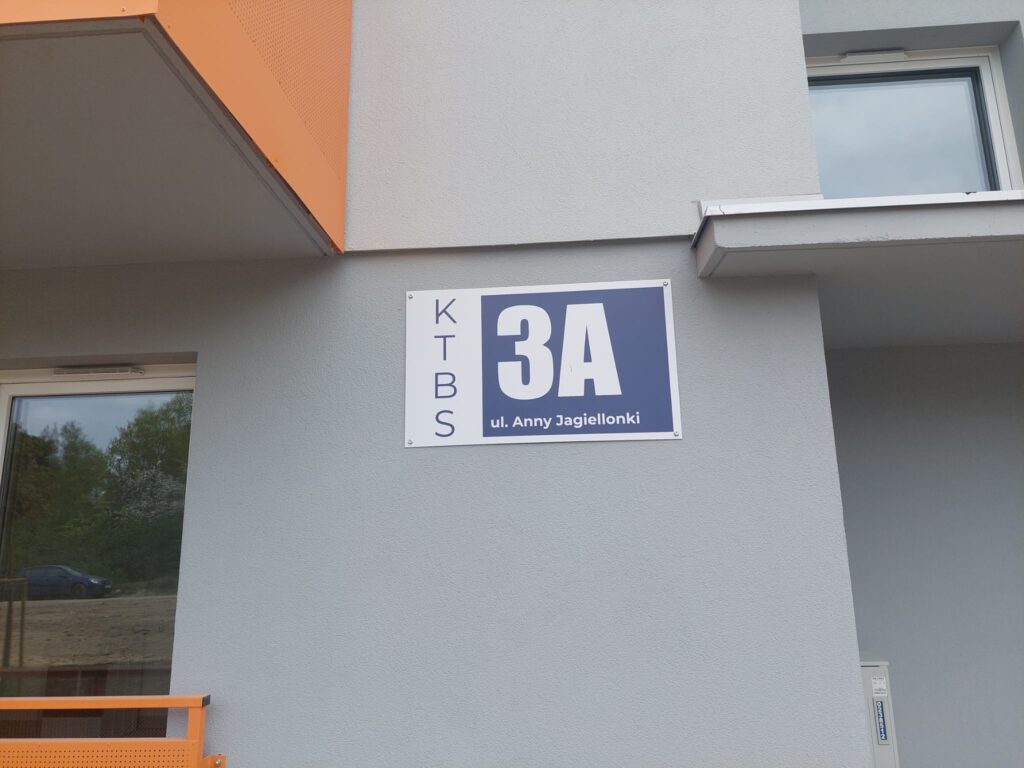 KTBS
3A
ul. Anny Jagiellonki